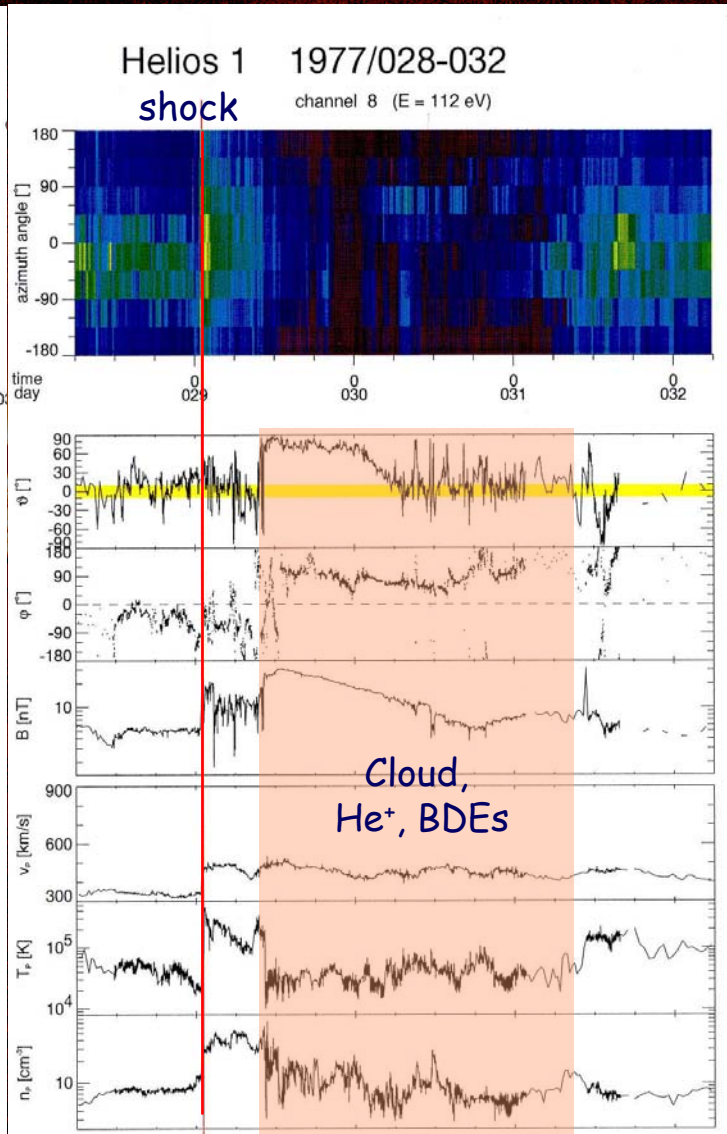 Helios 1 1977/028-032
shock channel 8 (E = 112 eV)
180
90
0
-90
-180
azimuth angle [°]
time 0 0 0 0
day 029 030 031 032
90
60
30
0
-30
-60
-90
ϑ [°]
180
90
0
-90
-180
φ [°]
10
B [nT]
Cloud,
He⁺, BDEs
900
600
300
vₚ [km/s]
10⁵
10⁴
Tₚ [K]
10
nₚ [cm⁻³]